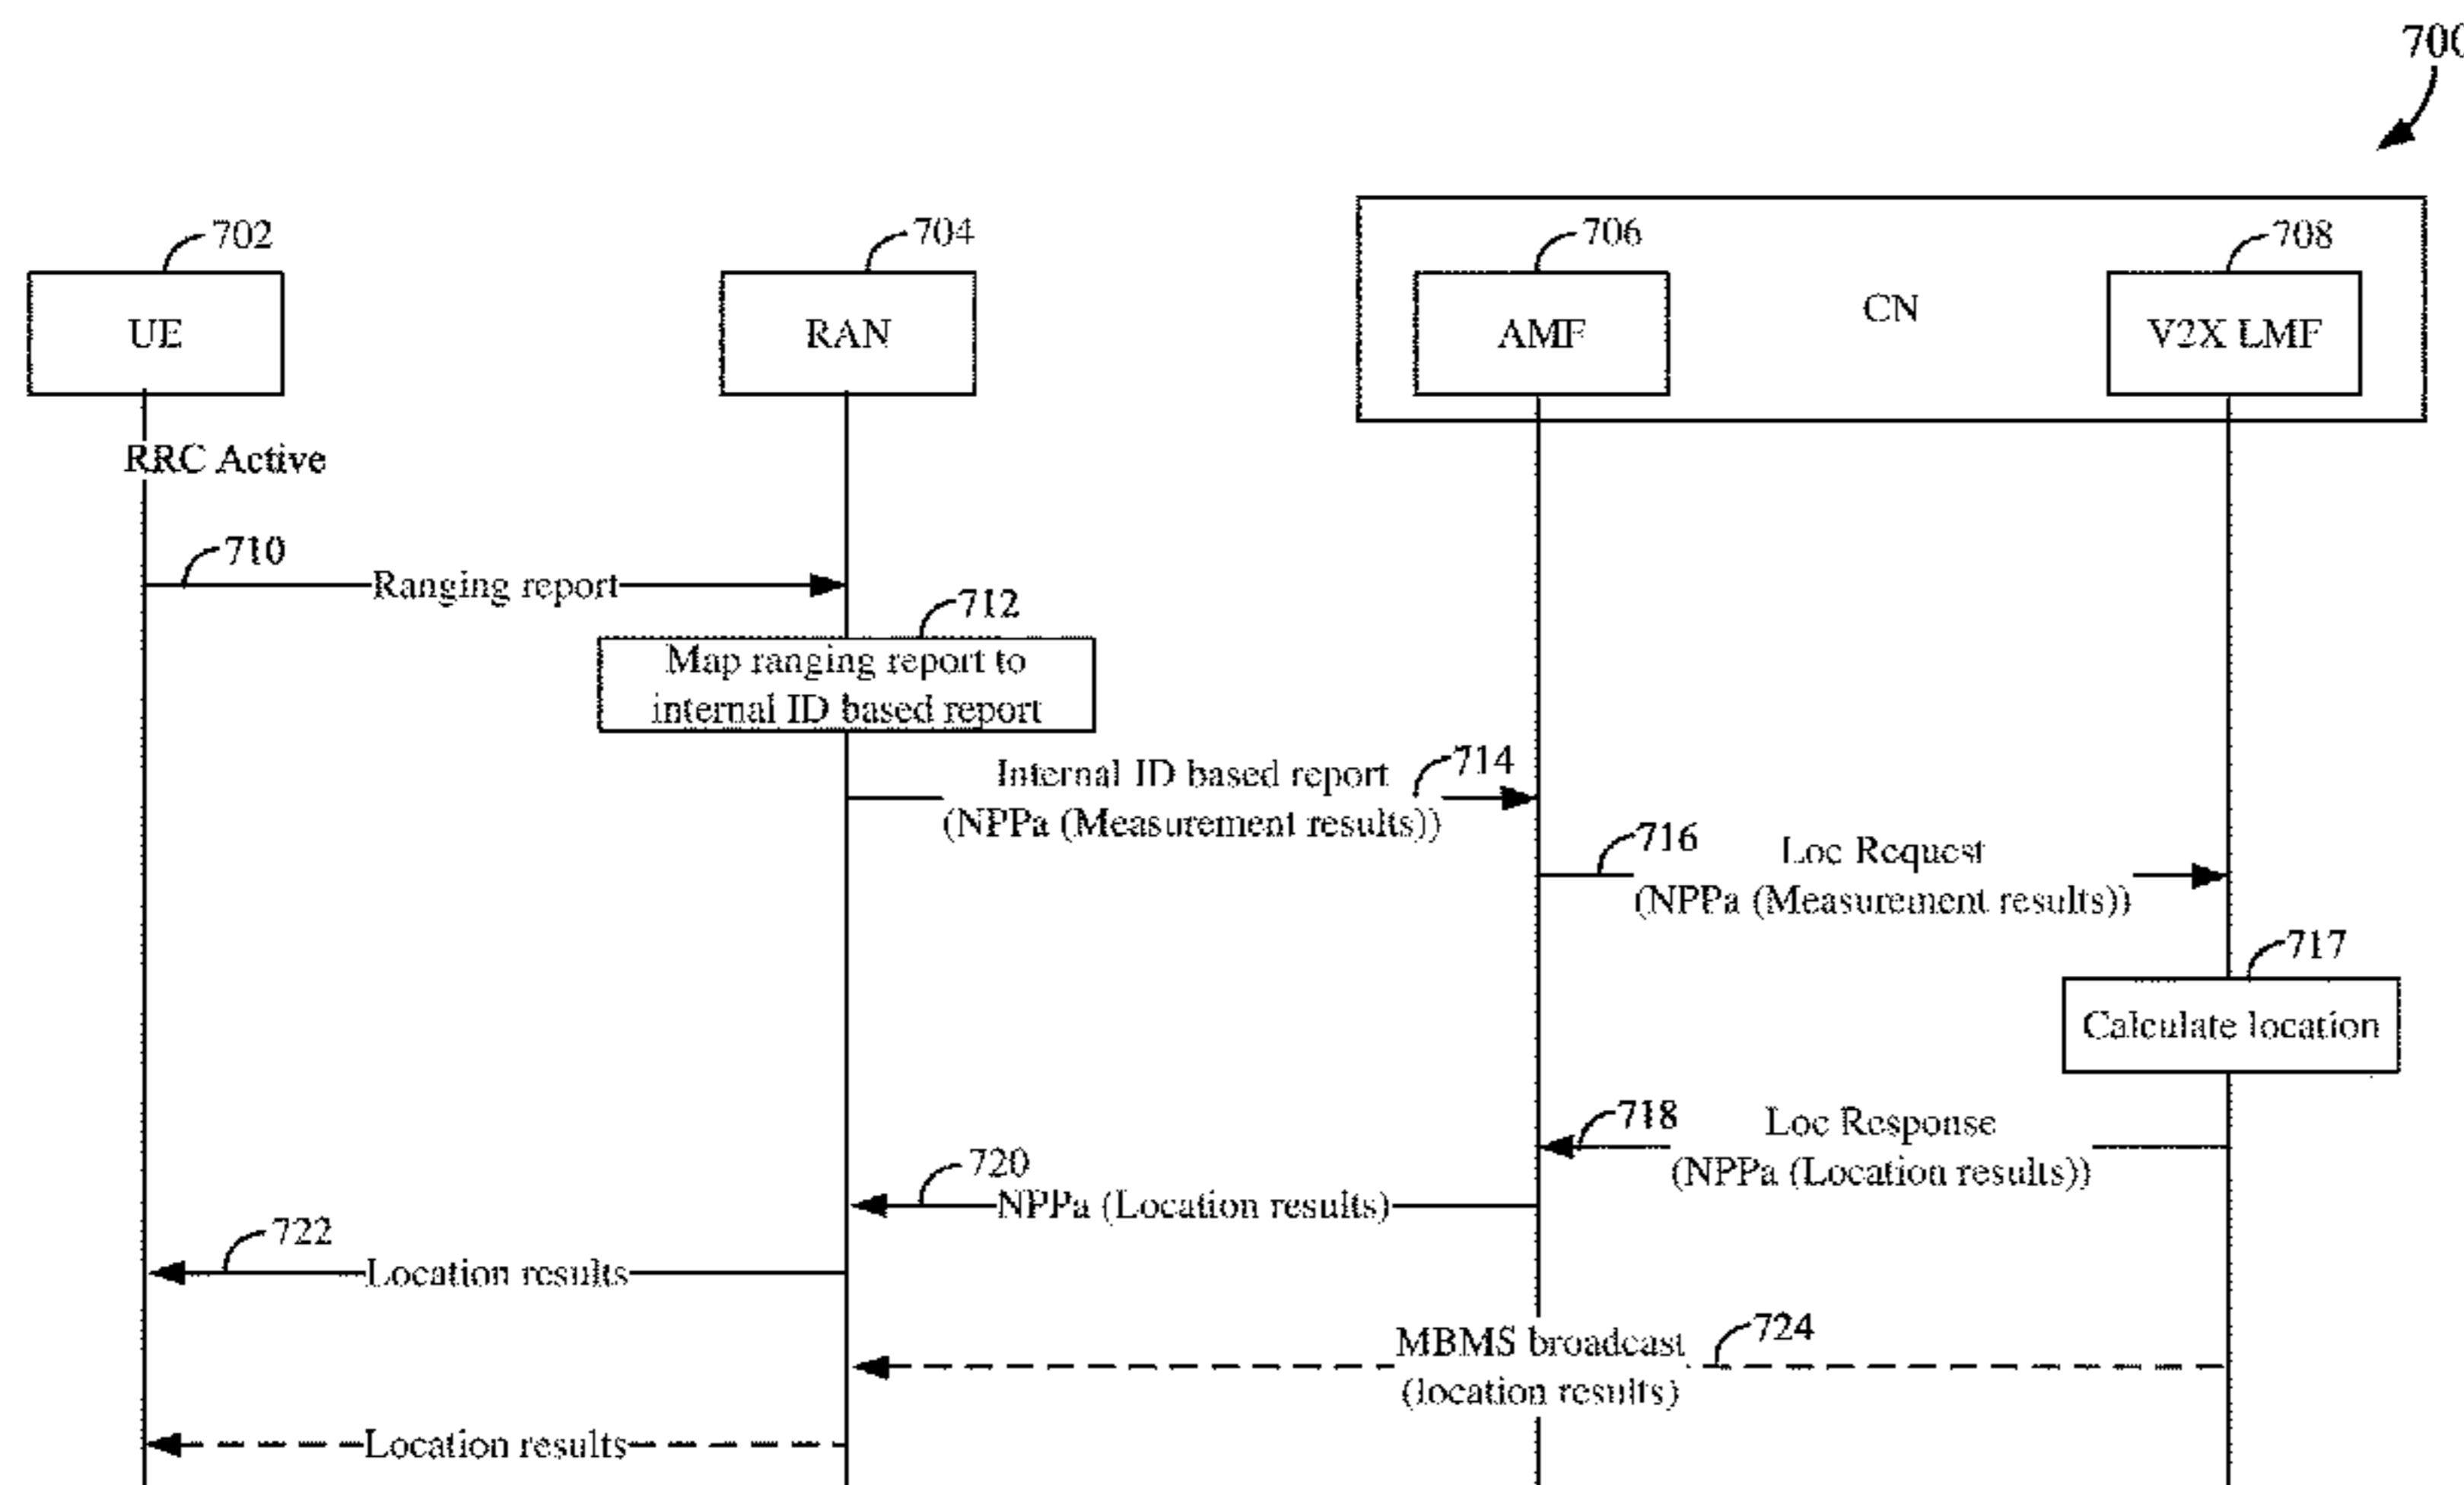 700
702
704
706
708
UE
RAN
AMF
CN
V2X LMF
RRC Active
710
Ranging report
712
Map ranging report to
internal ID based report
Internal ID based report
714
(NPPa (Measurement results))
716
Loc Request
(NPPa (Measurement results))
717
Calculate location
718
Loc Response
(NPPa (Location results))
720
NPPa (Location results)
722
Location results
MBMS broadcast
724
(location results)
Location results